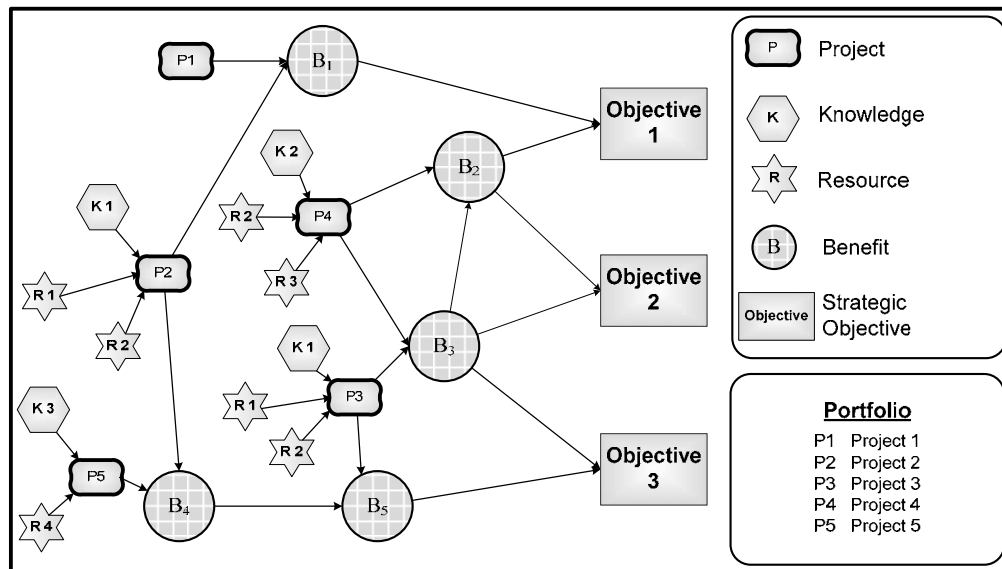 P1
B1
Objective
1
K 2
B2
R 2
P4
K 1
R 3
P2
R 1
R 2
Objective
2
B3
K 1
P3
R 1
R 2
K 3
P5
R 4
B4
B5
Objective
3
P
Project
K
Knowledge
R
Resource
B
Benefit
Objective
Strategic
Objective
Portfolio
P1 Project 1
P2 Project 2
P3 Project 3
P4 Project 4
P5 Project 5